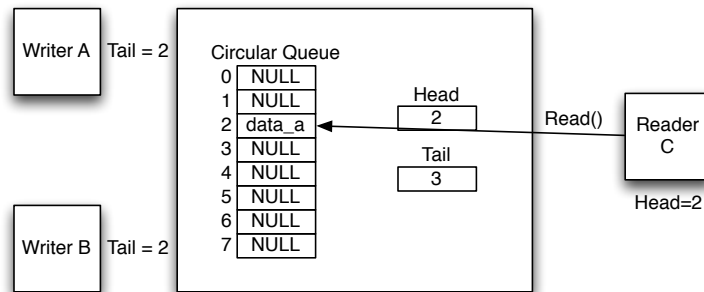 Writer A
Tail = 2
Circular Queue
0 NULL
1 NULL
2 data_a
3 NULL
4 NULL
5 NULL
6 NULL
7 NULL
Head
2
Tail
3
Read()
Reader
C
Head=2
Writer B
Tail = 2